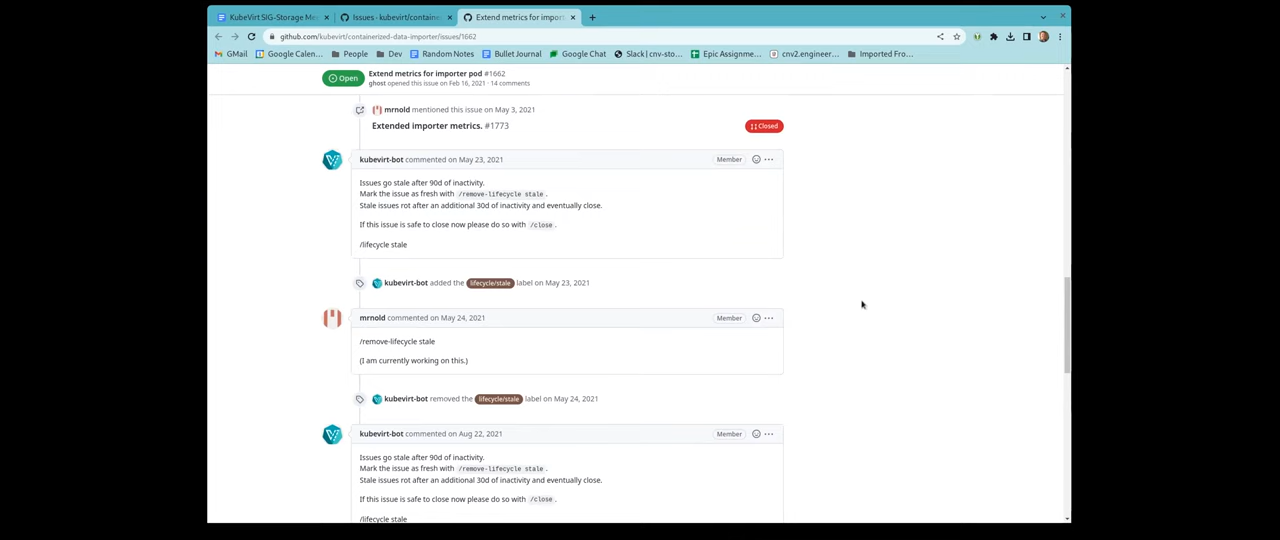 KubeVirt SIG-Storage Me
Issues · kubevirt/container
Extend metrics for impor
github.com/kubevirt/containerized-data-importer/issues/1662
GMail
Google Calen...
People
Dev
Random Notes
Bullet Journal
Google Chat
Slack | cnv-sto...
Epic Assignme...
cnv2.engineer...
Imported Fro...
Open
Extend metrics for importer pod #1662
ghost opened this issue on Feb 16, 2021 · 14 comments
mrnold mentioned this issue on May 3, 2021
Extended importer metrics. #1773
Closed
kubevirt-bot commented on May 23, 2021
Member
Issues go stale after 90d of inactivity.
Mark the issue as fresh with /remove-lifecycle stale .
Stale issues rot after an additional 30d of inactivity and eventually close.
If this issue is safe to close now please do so with /close .
/lifecycle stale
kubevirt-bot added the lifecycle/stale label on May 23, 2021
mrnold commented on May 24, 2021
Member
/remove-lifecycle stale
(I am currently working on this.)
kubevirt-bot removed the lifecycle/stale label on May 24, 2021
kubevirt-bot commented on Aug 22, 2021
Member
Issues go stale after 90d of inactivity.
Mark the issue as fresh with /remove-lifecycle stale .
Stale issues rot after an additional 30d of inactivity and eventually close.
If this issue is safe to close now please do so with /close .
/lifecycle stale